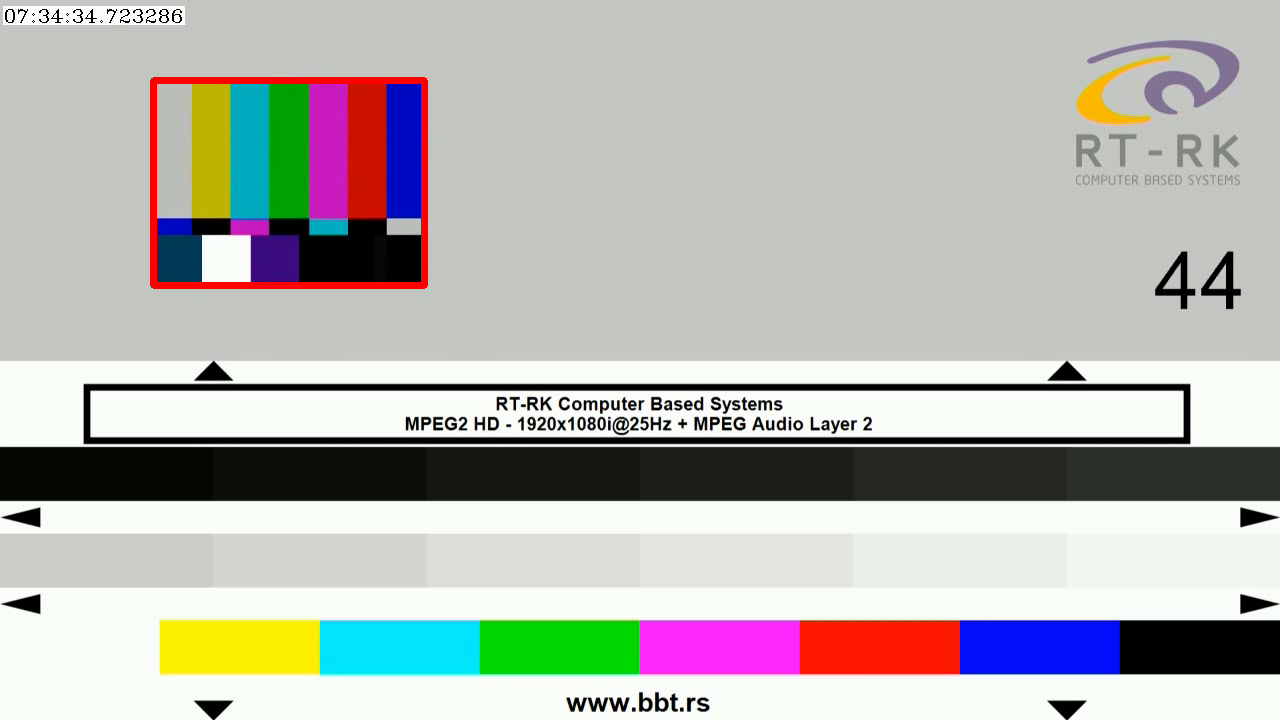 07:34:34.723286
RT-RK
COMPUTER BASED SYSTEMS
44
RT-RK Computer Based Systems
MPEG2 HD - 1920x1080i@25Hz + MPEG Audio Layer 2
www.bbt.rs